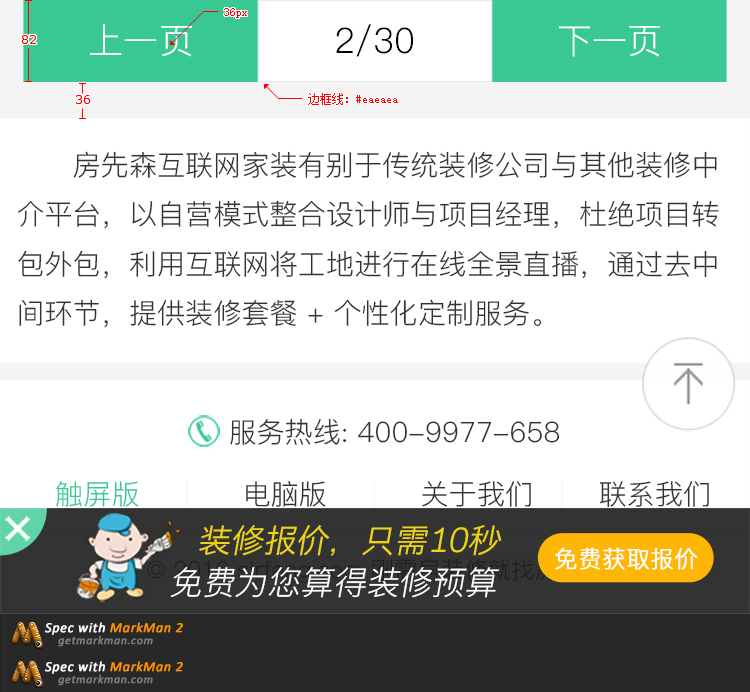 36px
82
上一页
2/30
下一页
36
边框线: #eaeaea
房先森互联网家装有别于传统装修公司与其他装修中
介平台，以自营模式整合设计师与项目经理，杜绝项目转
包外包，利用互联网将工地进行在线全景直播，通过去中
间环节，提供装修套餐 + 个性化定制服务。
服务热线: 400-9977-658
触屏版 电脑版 关于我们 联系我们
装修报价，只需10秒
免费为您算得装修预算
免费获取报价
Spec with MarkMan 2
getmarkman.com
Spec with MarkMan 2
getmarkman.com